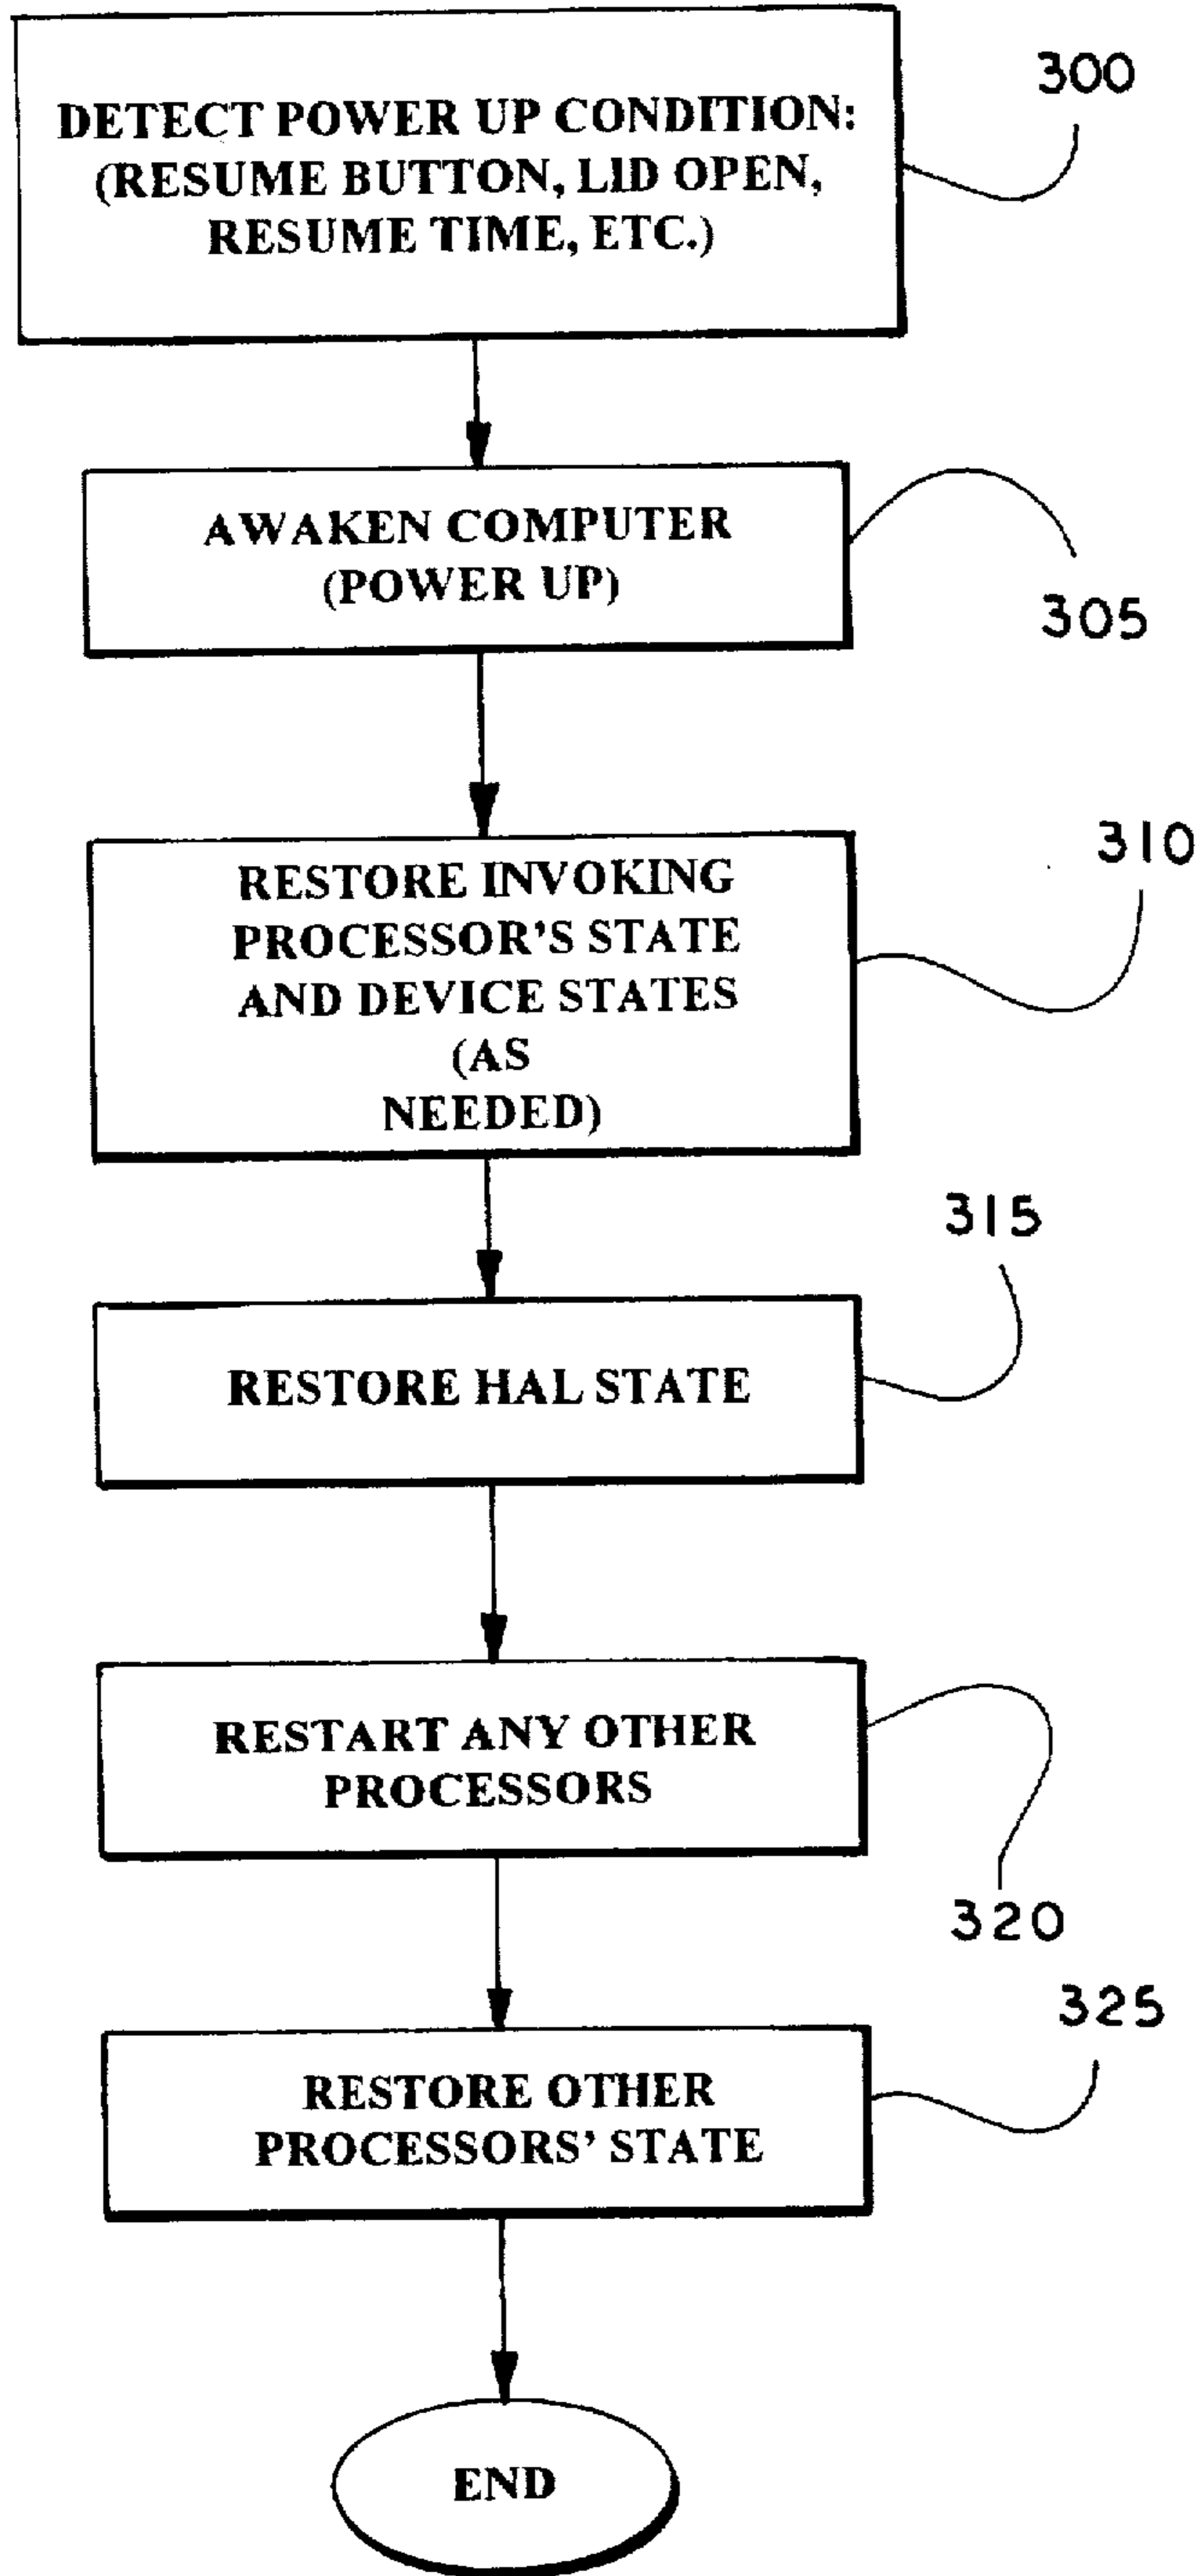 DETECT POWER UP CONDITION:
(RESUME BUTTON, LID OPEN,
RESUME TIME, ETC.)
300
AWAKEN COMPUTER
(POWER UP)
305
RESTORE INVOKING
PROCESSOR'S STATE
AND DEVICE STATES
(AS
NEEDED)
310
RESTORE HAL STATE
315
RESTART ANY OTHER
PROCESSORS
320
RESTORE OTHER
PROCESSORS' STATE
325
END